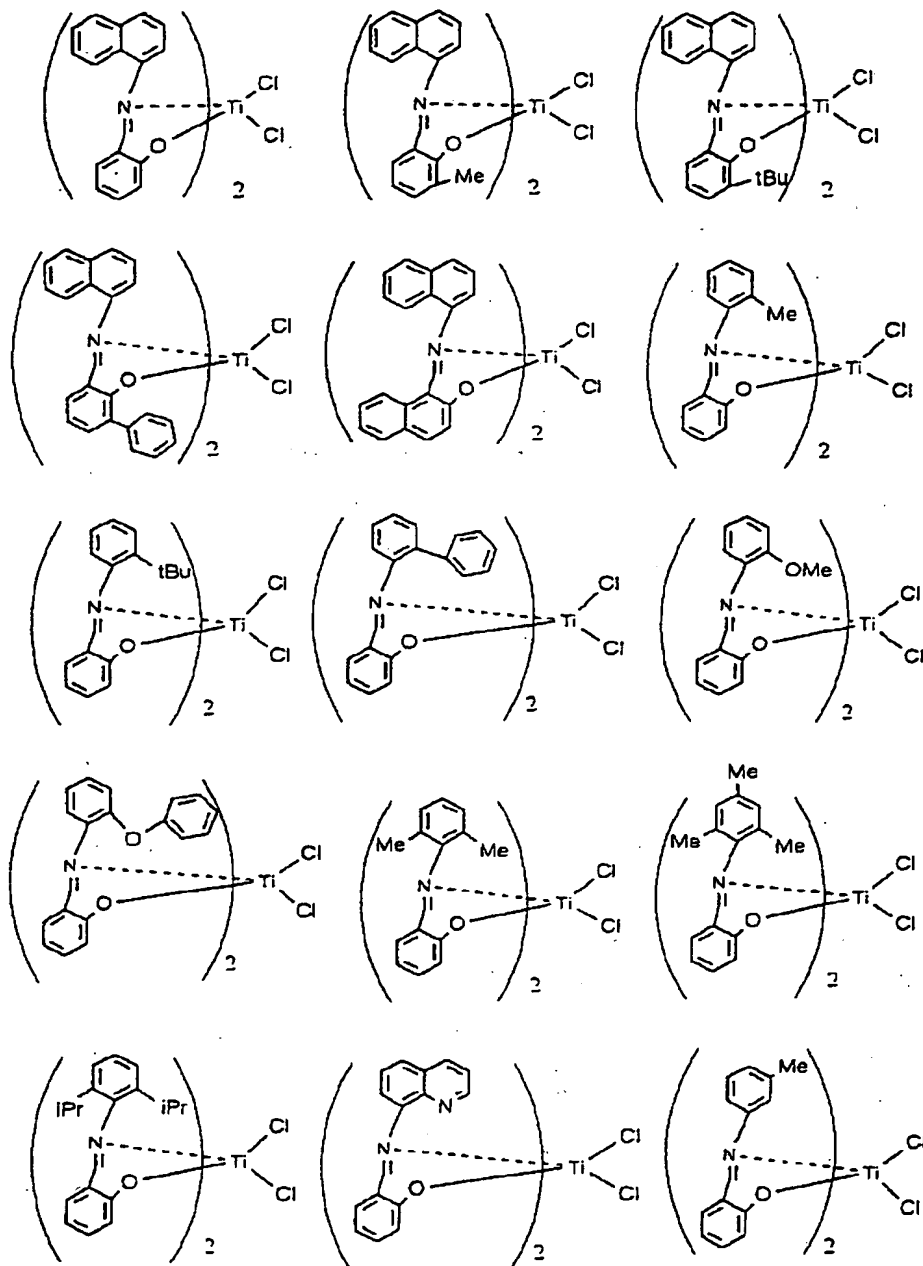 Cl Cl Cl
N Ti N Ti N Ti
O Cl O Cl O Cl
Me tBu
2 2 2
Me
Cl Cl Cl
N Ti N Ti N Ti
O Cl O Cl O Cl
2 2 2
tBu OMe
Cl Cl Cl
N Ti N Ti N Ti
O Cl O Cl O Cl
2 2 2
Me
O Me Me Me Me
Cl Cl Cl
N Ti N Ti N Ti
O Cl O Cl O Cl
2 2 2
iPr iPr N Me
Cl Cl C
N Ti N Ti N Ti
O Cl O Cl O Cl
2 2 2